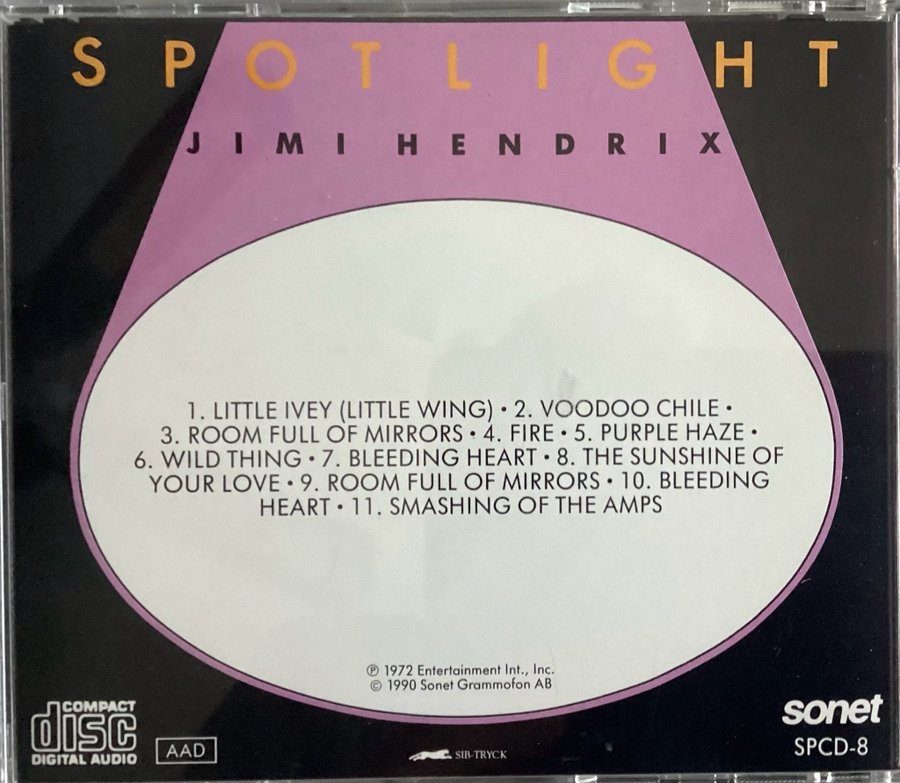 SPOTLIGHT
JIMI HENDRIX
1. LITTLE IVEY (LITTLE WING) • 2. VOODOO CHILE •
3. ROOM FULL OF MIRRORS • 4. FIRE • 5. PURPLE HAZE •
6. WILD THING • 7. BLEEDING HEART • 8. THE SUNSHINE OF
YOUR LOVE • 9. ROOM FULL OF MIRRORS • 10. BLEEDING
HEART • 11. SMASHING OF THE AMPS
℗ 1972 Entertainment Int., Inc.
© 1990 Sonet Grammofon AB
COMPACT
disc
DIGITAL AUDIO
AAD
SIB-TRYCK
sonet
SPCD-8